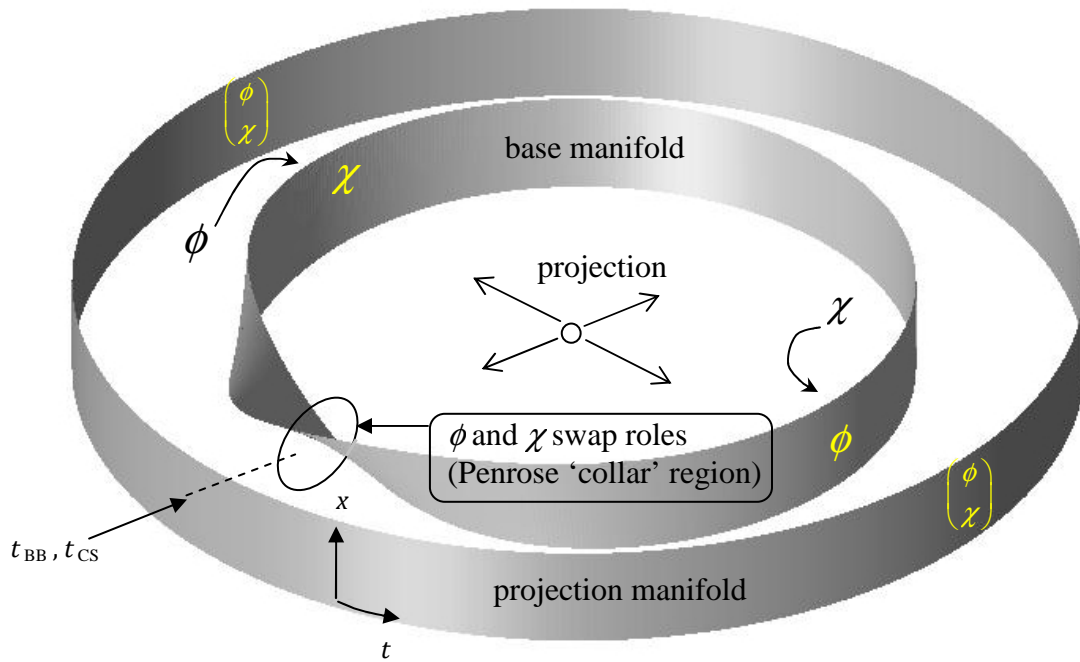 ϕ
χ
base manifold
χ
ϕ
projection
χ
ϕ and χ swap roles
(Penrose ‘collar’ region)
ϕ
ϕ
χ
x
t_BB , t_CS
projection manifold
t